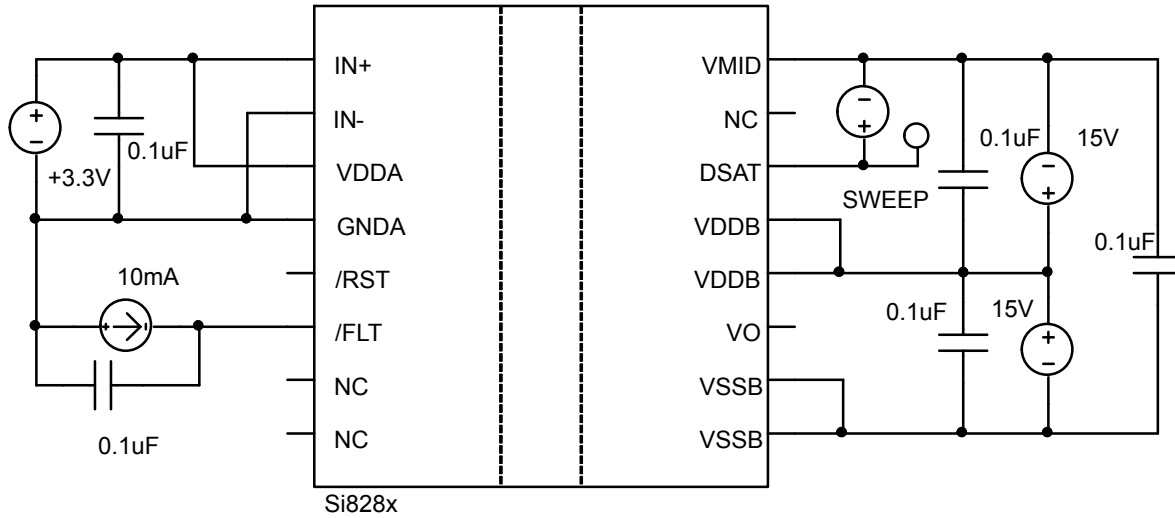 IN+
IN-
VDDA
GNDA
/RST
/FLT
NC
NC
VMID
NC
DSAT
VDDB
VDDB
VO
VSSB
VSSB
+
−
0.1uF
+3.3V
10mA
+
-
0.1uF
−
+
SWEEP
0.1uF
15V
−
+
0.1uF
0.1uF
15V
+
−
Si828x